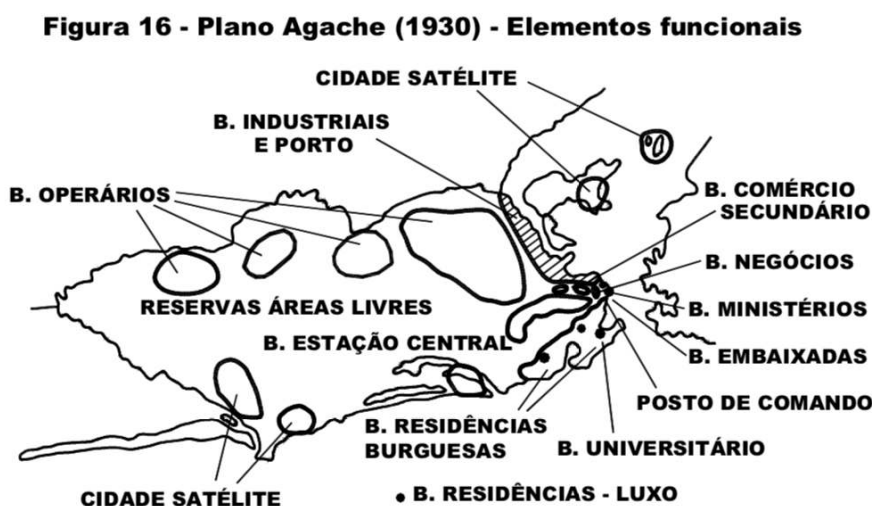 Figura 16 - Plano Agache (1930) - Elementos funcionais
CIDADE SATÉLITE
B. INDUSTRIAIS
E PORTO
B. OPERÁRIOS
B. COMÉRCIO
SECUNDÁRIO
B. NEGÓCIOS
RESERVAS ÁREAS LIVRES
B. MINISTÉRIOS
B. ESTAÇÃO CENTRAL
B. EMBAIXADAS
POSTO DE COMANDO
B. RESIDÊNCIAS
BURGUESAS
B. UNIVERSITÁRIO
CIDADE SATÉLITE
• B. RESIDÊNCIAS - LUXO